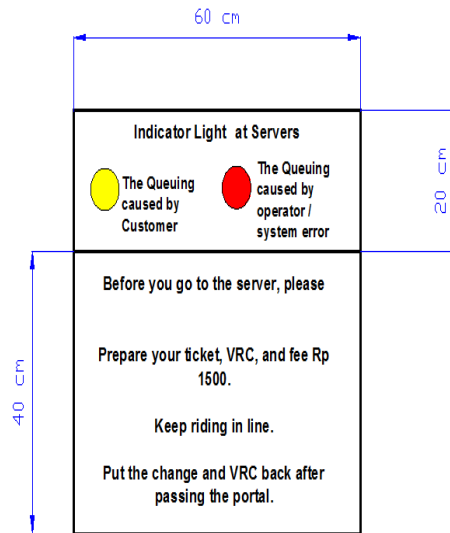 60 cm
Indicator Light at Servers
The Queuing
caused by
Customer
The Queuing
caused by
operator /
system error
20 cm
Before you go to the server, please
Prepare your ticket, VRC, and fee Rp
1500.
Keep riding in line.
Put the change and VRC back after
passing the portal.
40 cm